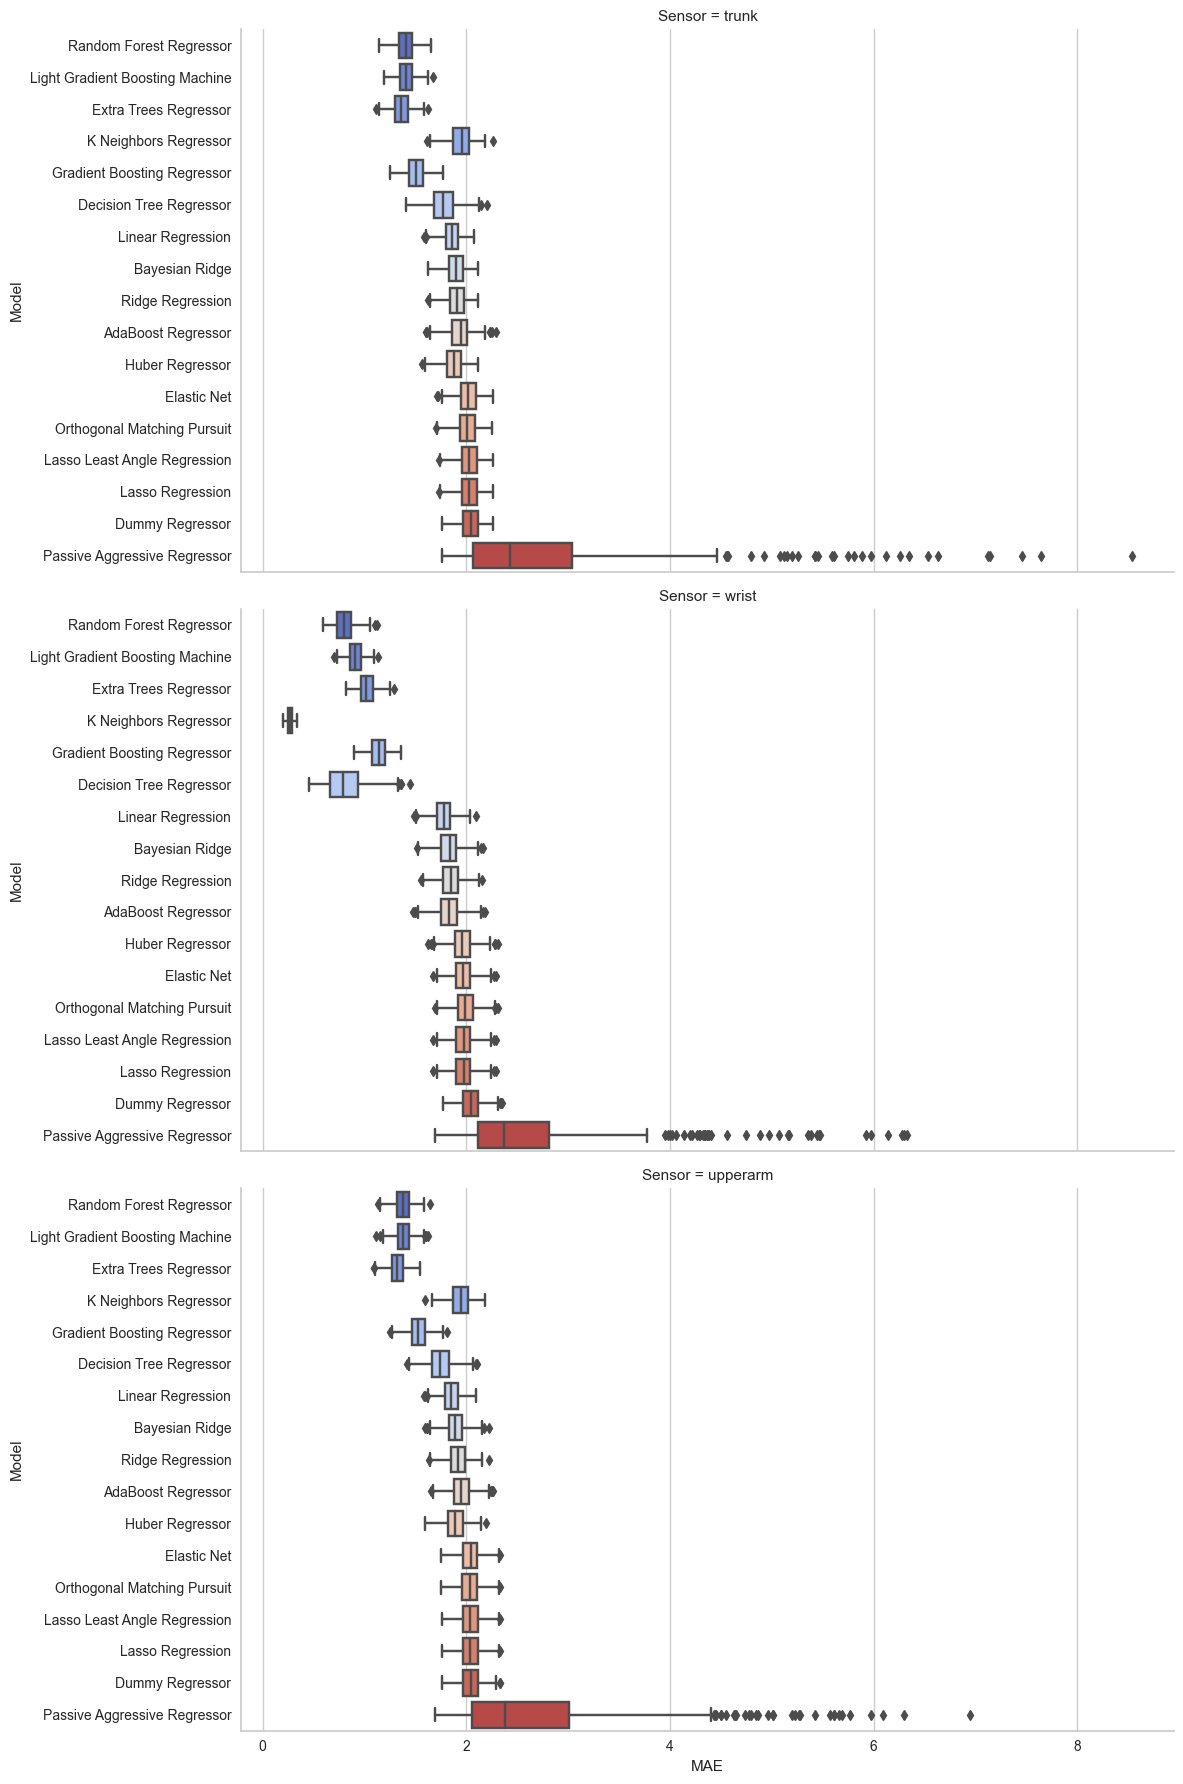 Sensor = trunk
Random Forest Regressor
Light Gradient Boosting Machine
Extra Trees Regressor
K Neighbors Regressor
Gradient Boosting Regressor
Decision Tree Regressor
Linear Regression
Bayesian Ridge
Ridge Regression
AdaBoost Regressor
Huber Regressor
Elastic Net
Orthogonal Matching Pursuit
Lasso Least Angle Regression
Lasso Regression
Dummy Regressor
Passive Aggressive Regressor
Model
Sensor = wrist
Random Forest Regressor
Light Gradient Boosting Machine
Extra Trees Regressor
K Neighbors Regressor
Gradient Boosting Regressor
Decision Tree Regressor
Linear Regression
Bayesian Ridge
Ridge Regression
AdaBoost Regressor
Huber Regressor
Elastic Net
Orthogonal Matching Pursuit
Lasso Least Angle Regression
Lasso Regression
Dummy Regressor
Passive Aggressive Regressor
Model
Sensor = upperarm
Random Forest Regressor
Light Gradient Boosting Machine
Extra Trees Regressor
K Neighbors Regressor
Gradient Boosting Regressor
Decision Tree Regressor
Linear Regression
Bayesian Ridge
Ridge Regression
AdaBoost Regressor
Huber Regressor
Elastic Net
Orthogonal Matching Pursuit
Lasso Least Angle Regression
Lasso Regression
Dummy Regressor
Passive Aggressive Regressor
Model
0 2 4 6 8
MAE